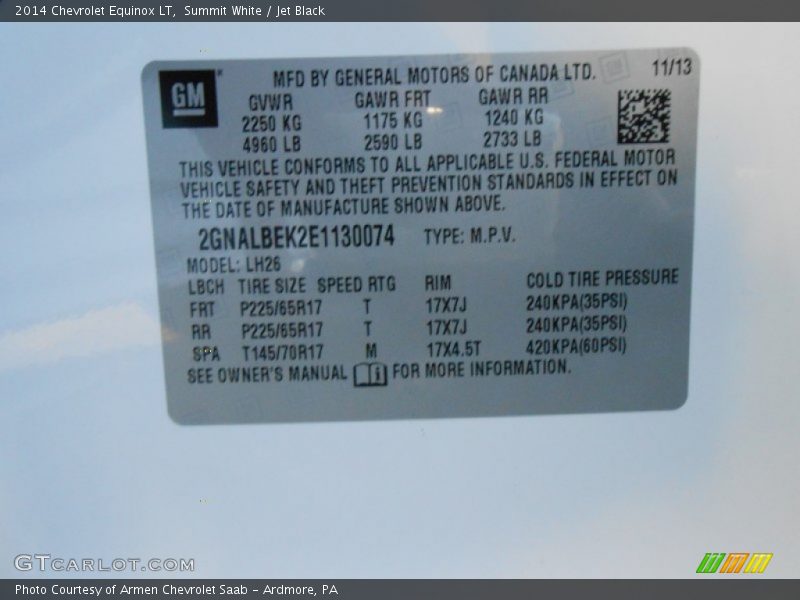 2014 Chevrolet Equinox LT,  Summit White / Jet Black
GM
MFD BY GENERAL MOTORS OF CANADA LTD. 11/13
GVWR GAWR FRT GAWR RR
2250 KG 1175 KG 1240 KG
4960 LB 2590 LB 2733 LB
THIS VEHICLE CONFORMS TO ALL APPLICABLE U.S. FEDERAL MOTOR
VEHICLE SAFETY AND THEFT PREVENTION STANDARDS IN EFFECT ON
THE DATE OF MANUFACTURE SHOWN ABOVE.
2GNALBEK2E1130074 TYPE: M.P.V.
MODEL: LH26
LBCH TIRE SIZE SPEED RTG RIM COLD TIRE PRESSURE
FRT P225/65R17 T 17X7J 240KPA(35PSI)
RR P225/65R17 T 17X7J 240KPA(35PSI)
SPA T145/70R17 M 17X4.5T 420KPA(60PSI)
SEE OWNER'S MANUAL FOR MORE INFORMATION.
GTCARLOT.COM
Photo Courtesy of Armen Chevrolet Saab - Ardmore, PA